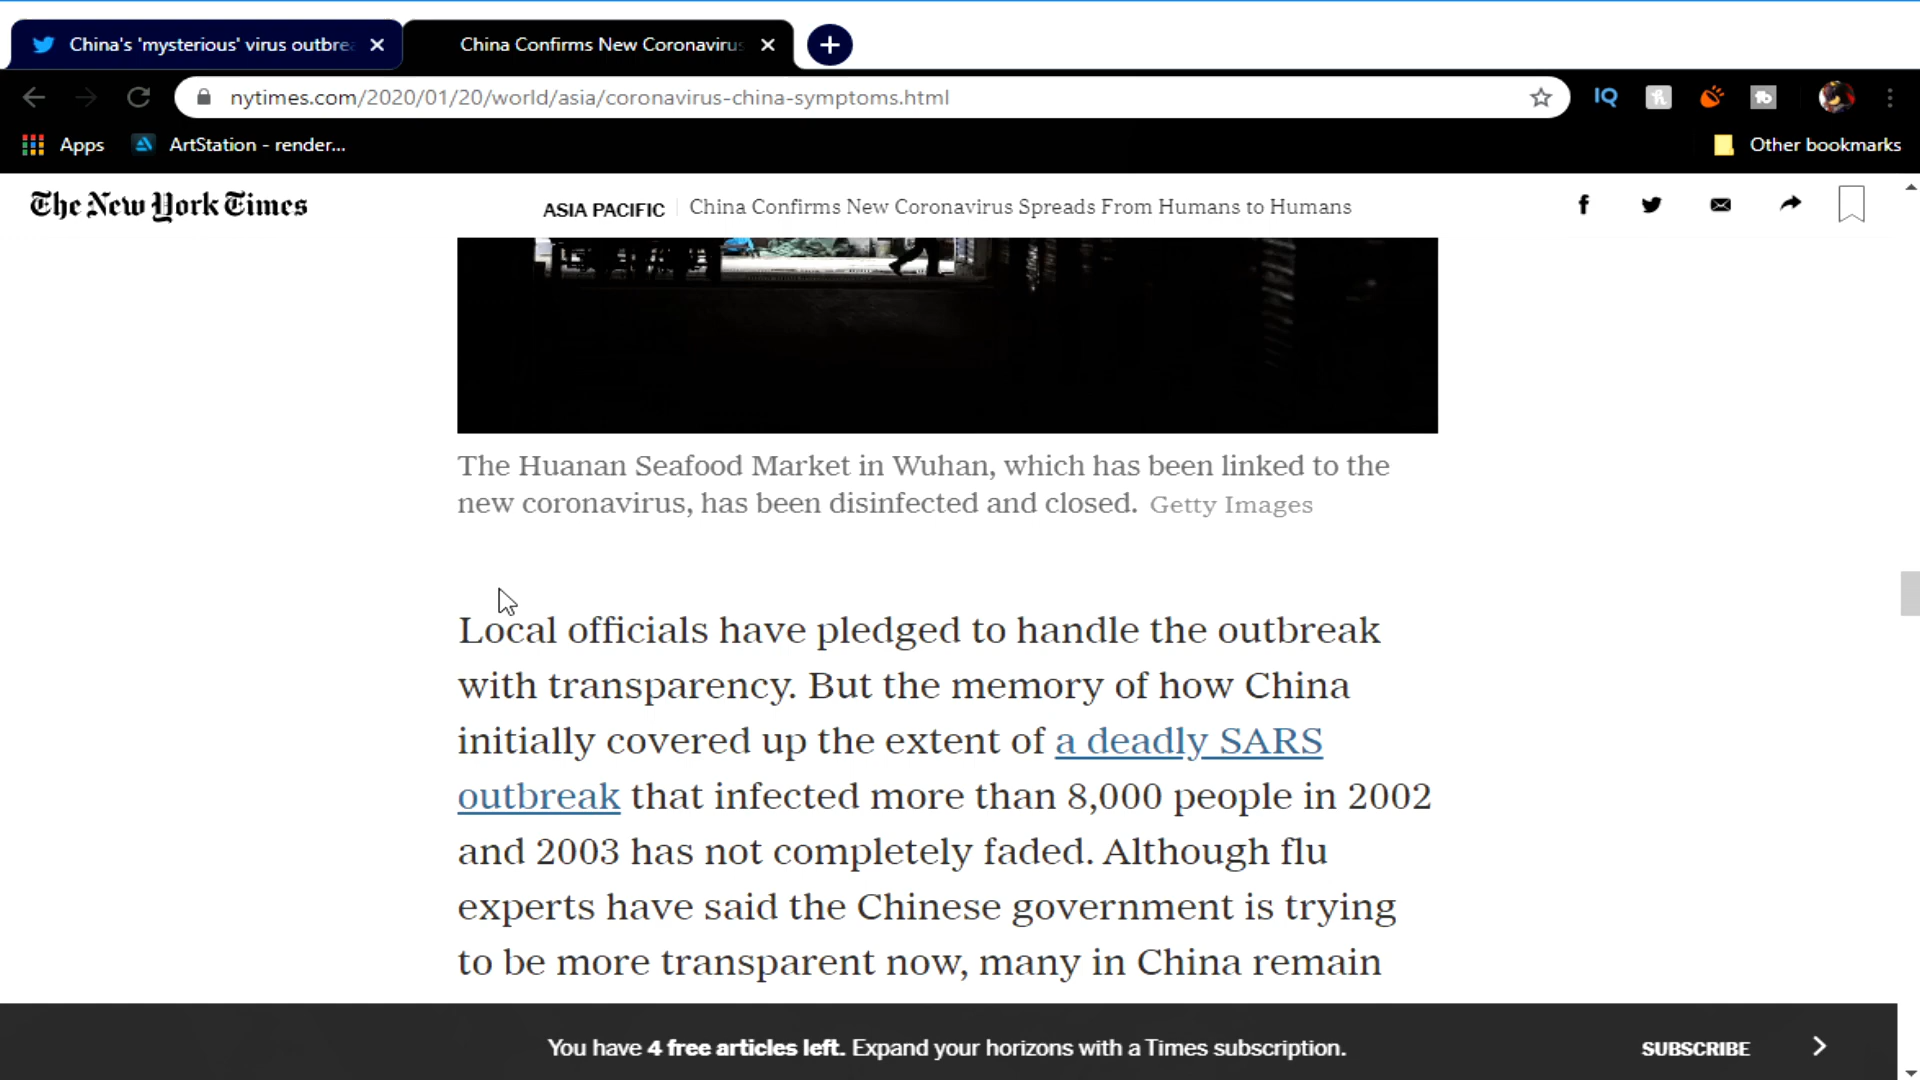 China's 'mysterious' virus outbre
China Confirms New Coronavirus
nytimes.com/2020/01/20/world/asia/coronavirus-china-symptoms.html
IQ
Apps
ArtStation - render...
Other bookmarks
The New York Times
ASIA PACIFIC
China Confirms New Coronavirus Spreads From Humans to Humans
The Huanan Seafood Market in Wuhan, which has been linked to the
new coronavirus, has been disinfected and closed. Getty Images
Local officials have pledged to handle the outbreak
with transparency. But the memory of how China
initially covered up the extent of a deadly SARS
outbreak that infected more than 8,000 people in 2002
and 2003 has not completely faded. Although flu
experts have said the Chinese government is trying
to be more transparent now, many in China remain
You have 4 free articles left. Expand your horizons with a Times subscription.
SUBSCRIBE